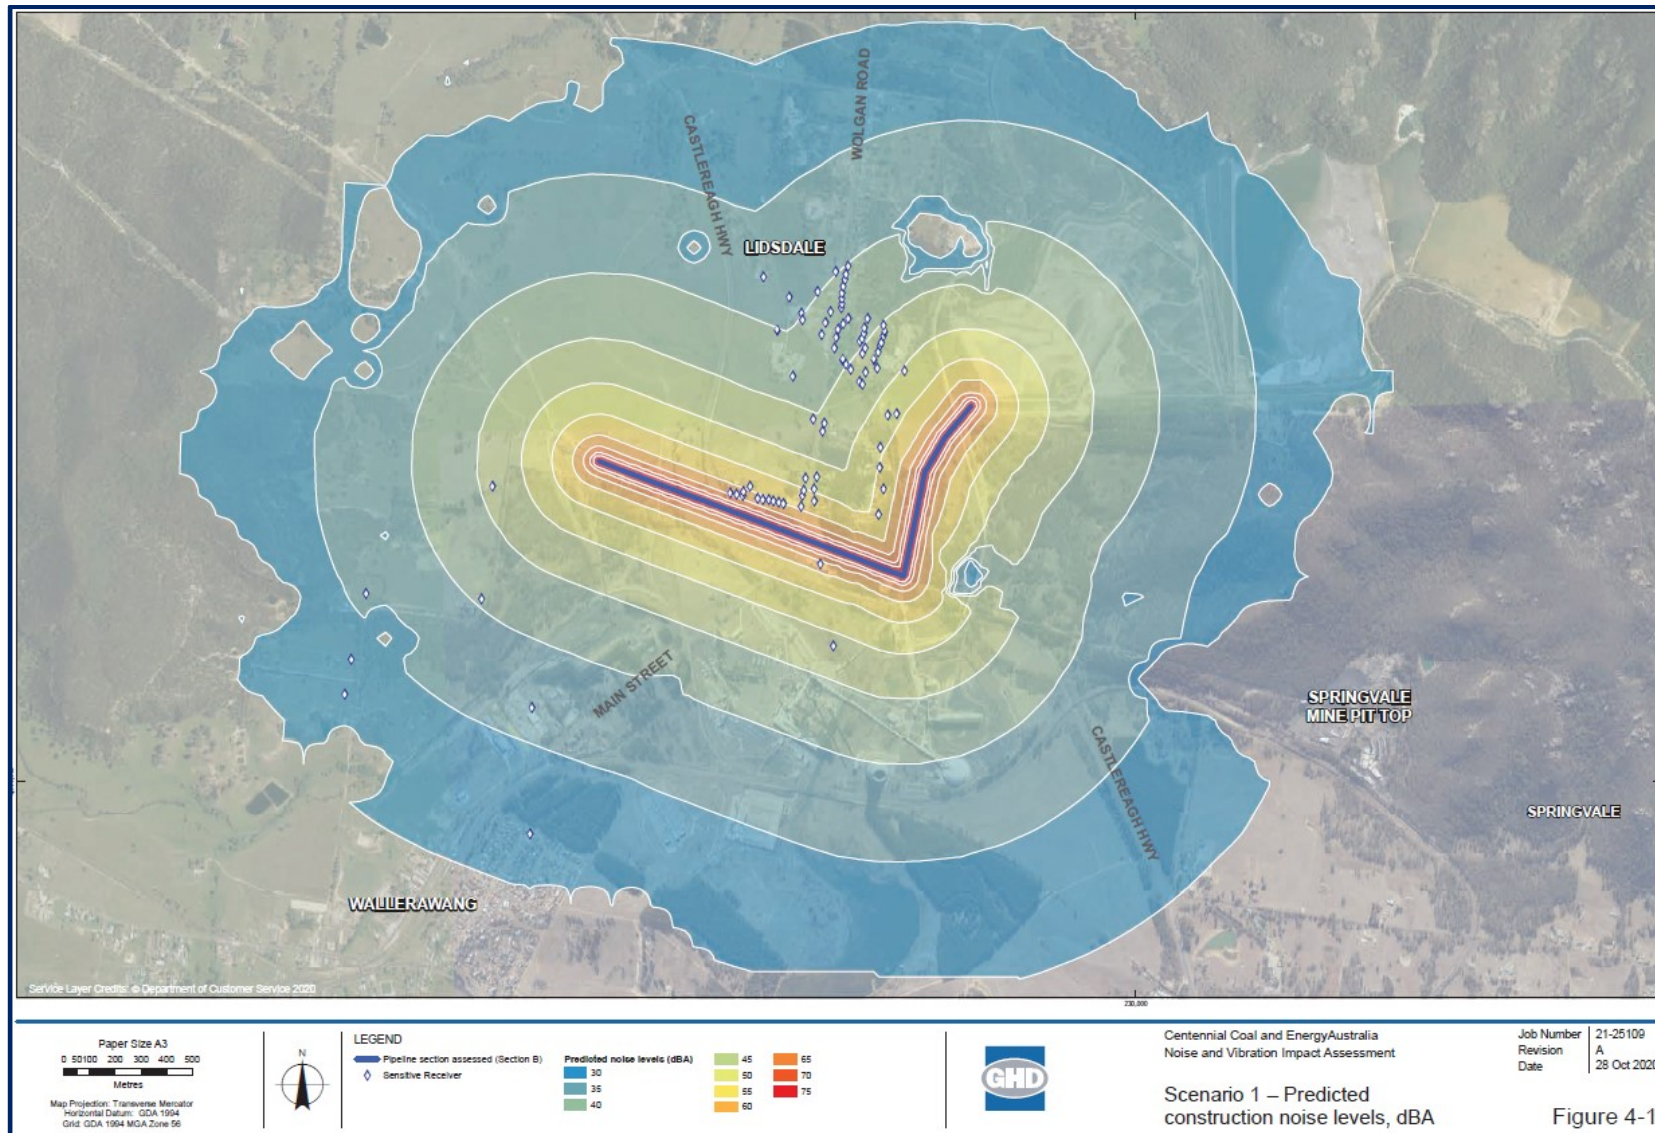 WOLGAN ROAD
CASTLEREAGH HWY
LIDSDALE
MAIN STREET
SPRINGVALE
MINE PIT TOP
CASTLEREAGH HWY
SPRINGVALE
WALLERAWANG
Service Layer Credits: © Department of Customer Service 2020
230,000
Paper Size A3
0 50100 200 300 400 500
Metres
Map Projection: Transverse Mercator
Horizontal Datum: GDA 1994
Grid: GDA 1994 MGA Zone 56
N
LEGEND
Pipeline section assessed (Section B)
Sensitive Receiver
Predicted noise levels (dBA)
30
35
40
45
50
55
60
65
70
75
GHD
Centennial Coal and EnergyAustralia
Noise and Vibration Impact Assessment
Scenario 1 – Predicted
construction noise levels, dBA
Job Number 21-25109
Revision A
Date 28 Oct 2020
Figure 4-1